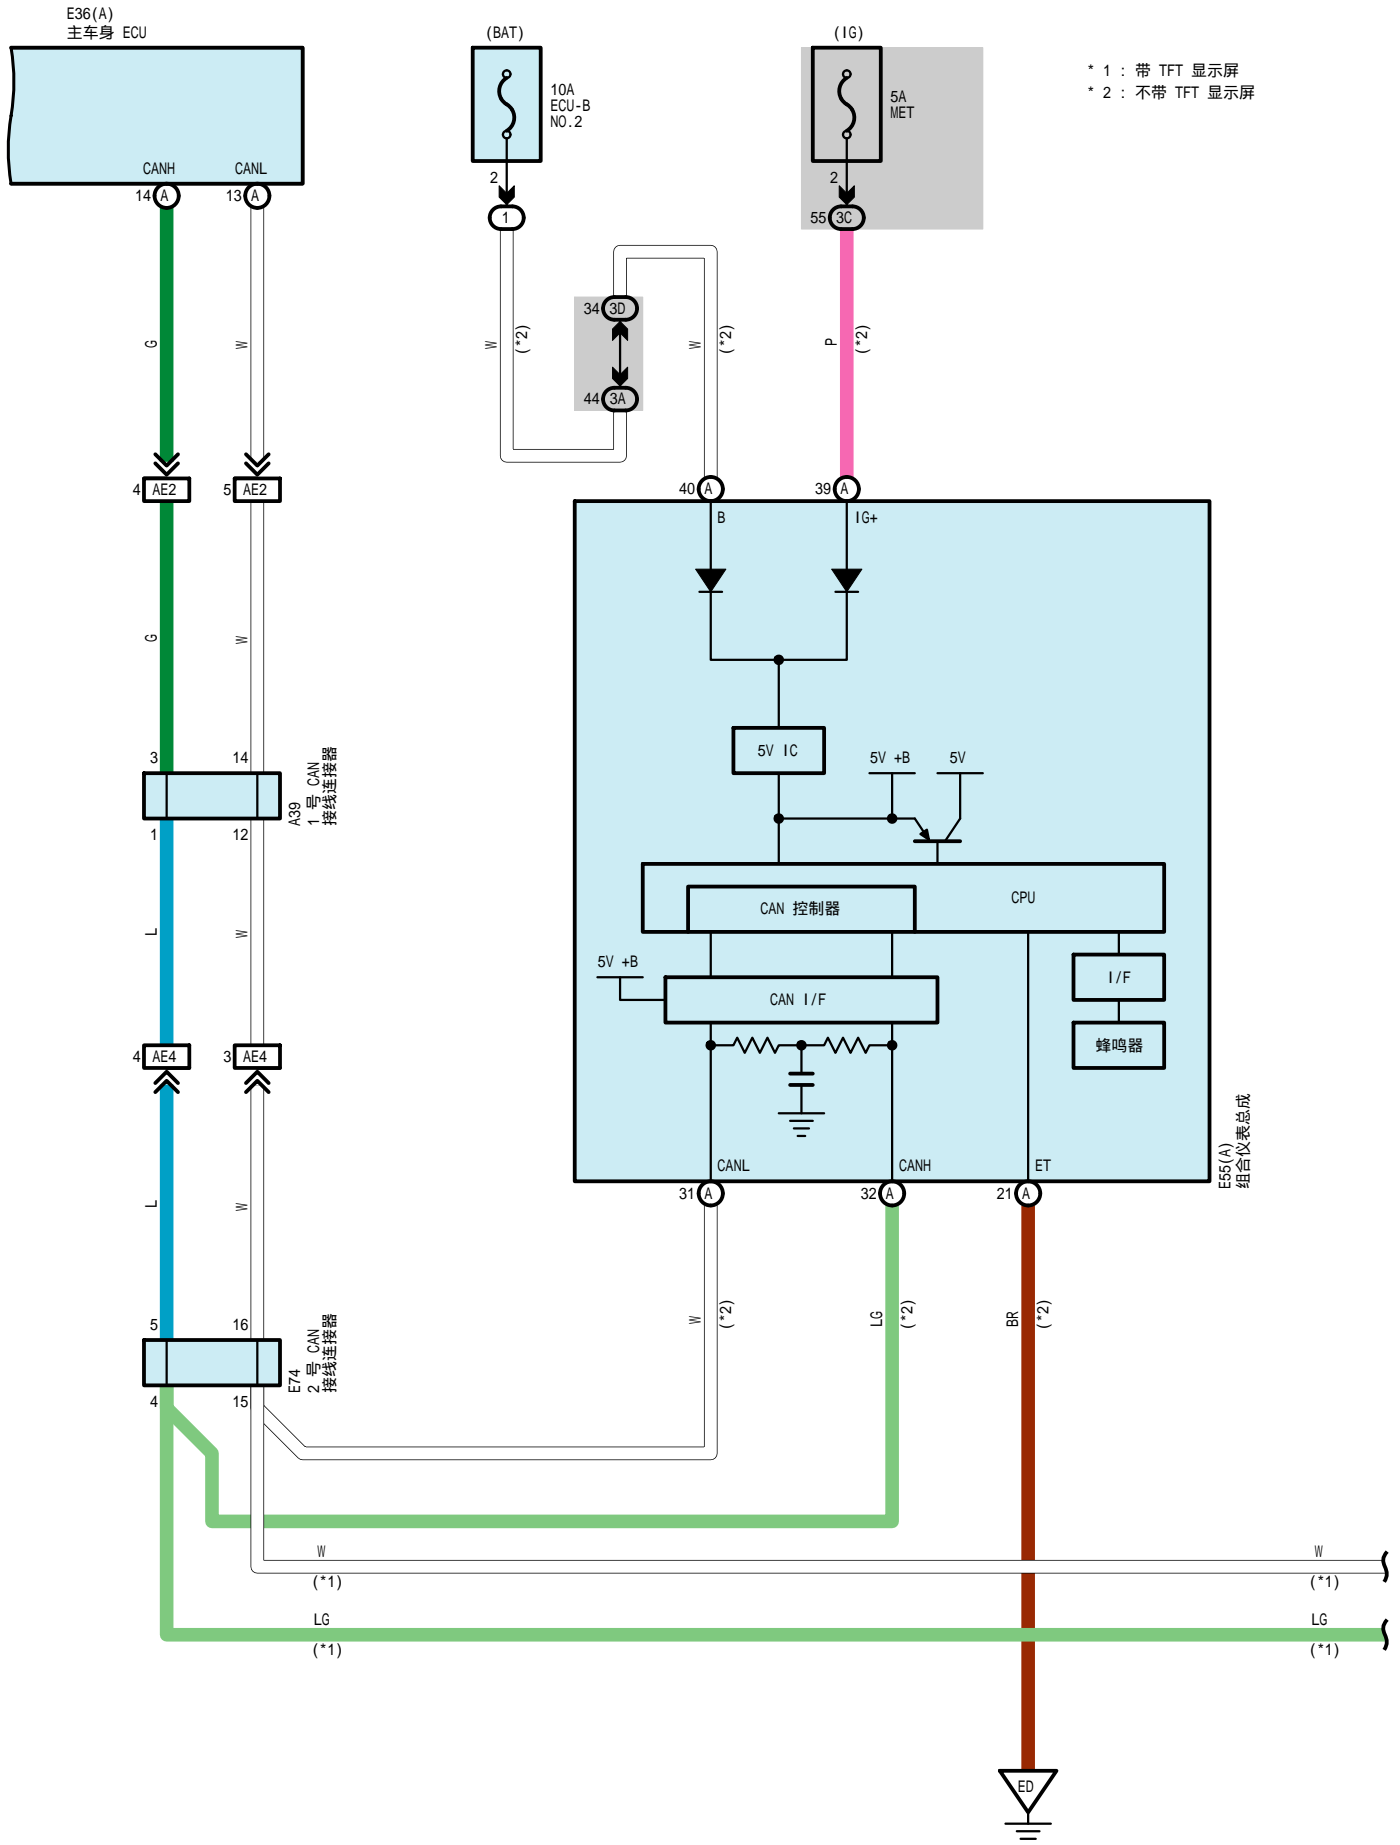 E36(A)
主车身 ECU
CANH
CANL
14 A
13 A
(BAT)
10A
ECU-B
NO.2
2
1
(IG)
5A
MET
2
55 3C
* 1 : 带 TFT 显示屏
* 2 : 不带 TFT 显示屏
G
W
W
(*2)
34 3D
44 3A
W
(*2)
P
(*2)
4 AE2
5 AE2
40 A
39 A
B
IG+
G
W
3
14
A39
1 号 CAN
接线连接器
1
12
5V IC
5V +B
5V
CPU
CAN 控制器
L
W
5V +B
CAN I/F
I/F
蜂鸣器
4 AE4
3 AE4
CANL
CANH
ET
E55(A)
组合仪表总成
31 A
32 A
21 A
L
W
5
16
E74
2 号 CAN
接线连接器
4
15
W
(*2)
LG
(*2)
BR
(*2)
W
(*1)
W
(*1)
LG
(*1)
LG
(*1)
ED